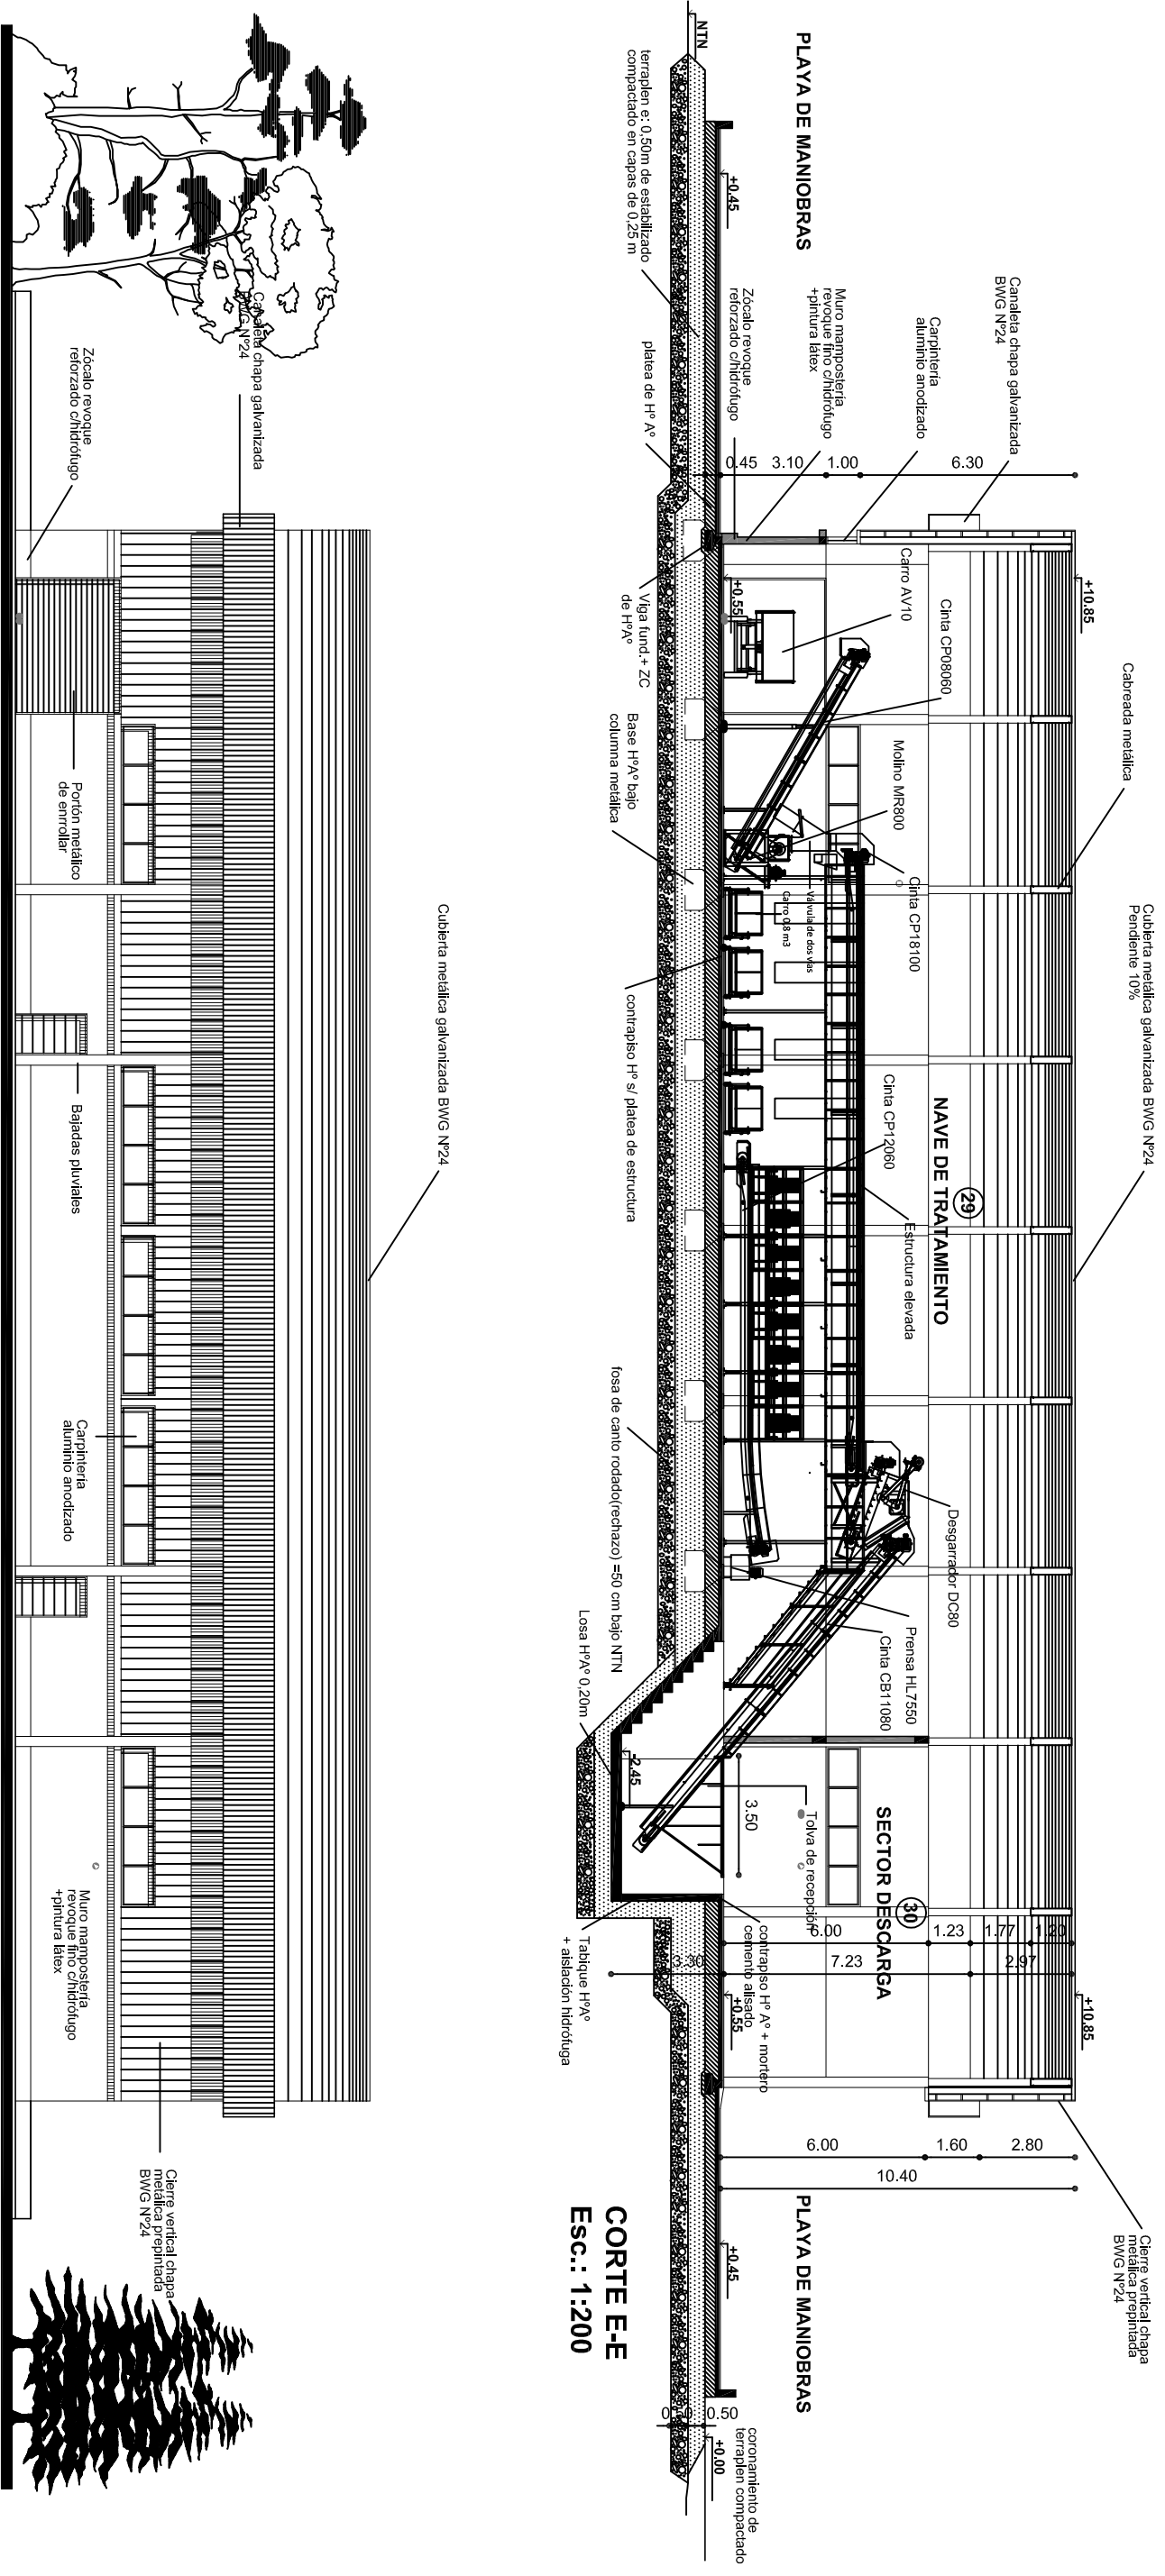 Cubierta metálica galvanizada BWG Nº24
Pendiente 10%
Cabreada metálica
Cierre vertical chapa
metálica prepintada
BWG Nº24
+10.85
+10.85
Canaleta chapa galvanizada
BWG Nº24
Carpintería
aluminio anodizado
Muro mampostería
revoque fino c/hidrófugo
+pintura látex
Zócalo revoque
reforzado c/hidrófugo
platea de Hº Aº
PLAYA DE MANIOBRAS
+0.45
NTN
terraplen e: 0,50m de estabilizado
compactado en capas de 0,25 m
6.30
1.00
3.10
0.45
29
NAVE DE TRATAMIENTO
Carro AV10
Cinta CP08060
Molino MR800
Cinta CP18100
Válvula de dos vías
Carro 0.8 m3
Cinta CP12060
Estructura elevada
Desgarrador DC80
Prensa HL7550
Cinta CB11080
+0.55
Viga fund.+ ZC
de HºAº
Base HºAº bajo
columna metálica
contrapiso Hº s/ platea de estructura
fosa de canto rodado(rechazo) =50 cm bajo NTN
Losa HºAº 0,20m
30
SECTOR DESCARGA
Tolva de recepción
©
3.50
-2.45
1.20
1.77
1.23
6.00
2.97
7.23
3.30
+0.55
contrapiso Hº Aº + mortero
cemento alisado
Tabique HºAº
+ aislación hidrófuga
2.80
1.60
6.00
10.40
PLAYA DE MANIOBRAS
+0.45
0.50
+0.00
coronamiento de
terraplen compactado
CORTE E-E
Esc.: 1:200
Cubierta metálica galvanizada BWG Nº24
Canaleta chapa galvanizada
BWG Nº24
Zócalo revoque
reforzado c/hidrófugo
Portón metálico
de enrrollar
Bajadas pluviales
Carpintería
aluminio anodizado
©
Muro mampostería
revoque fino c/hidrófugo
+pintura látex
Cierre vertical chapa
metálica prepintada
BWG Nº24